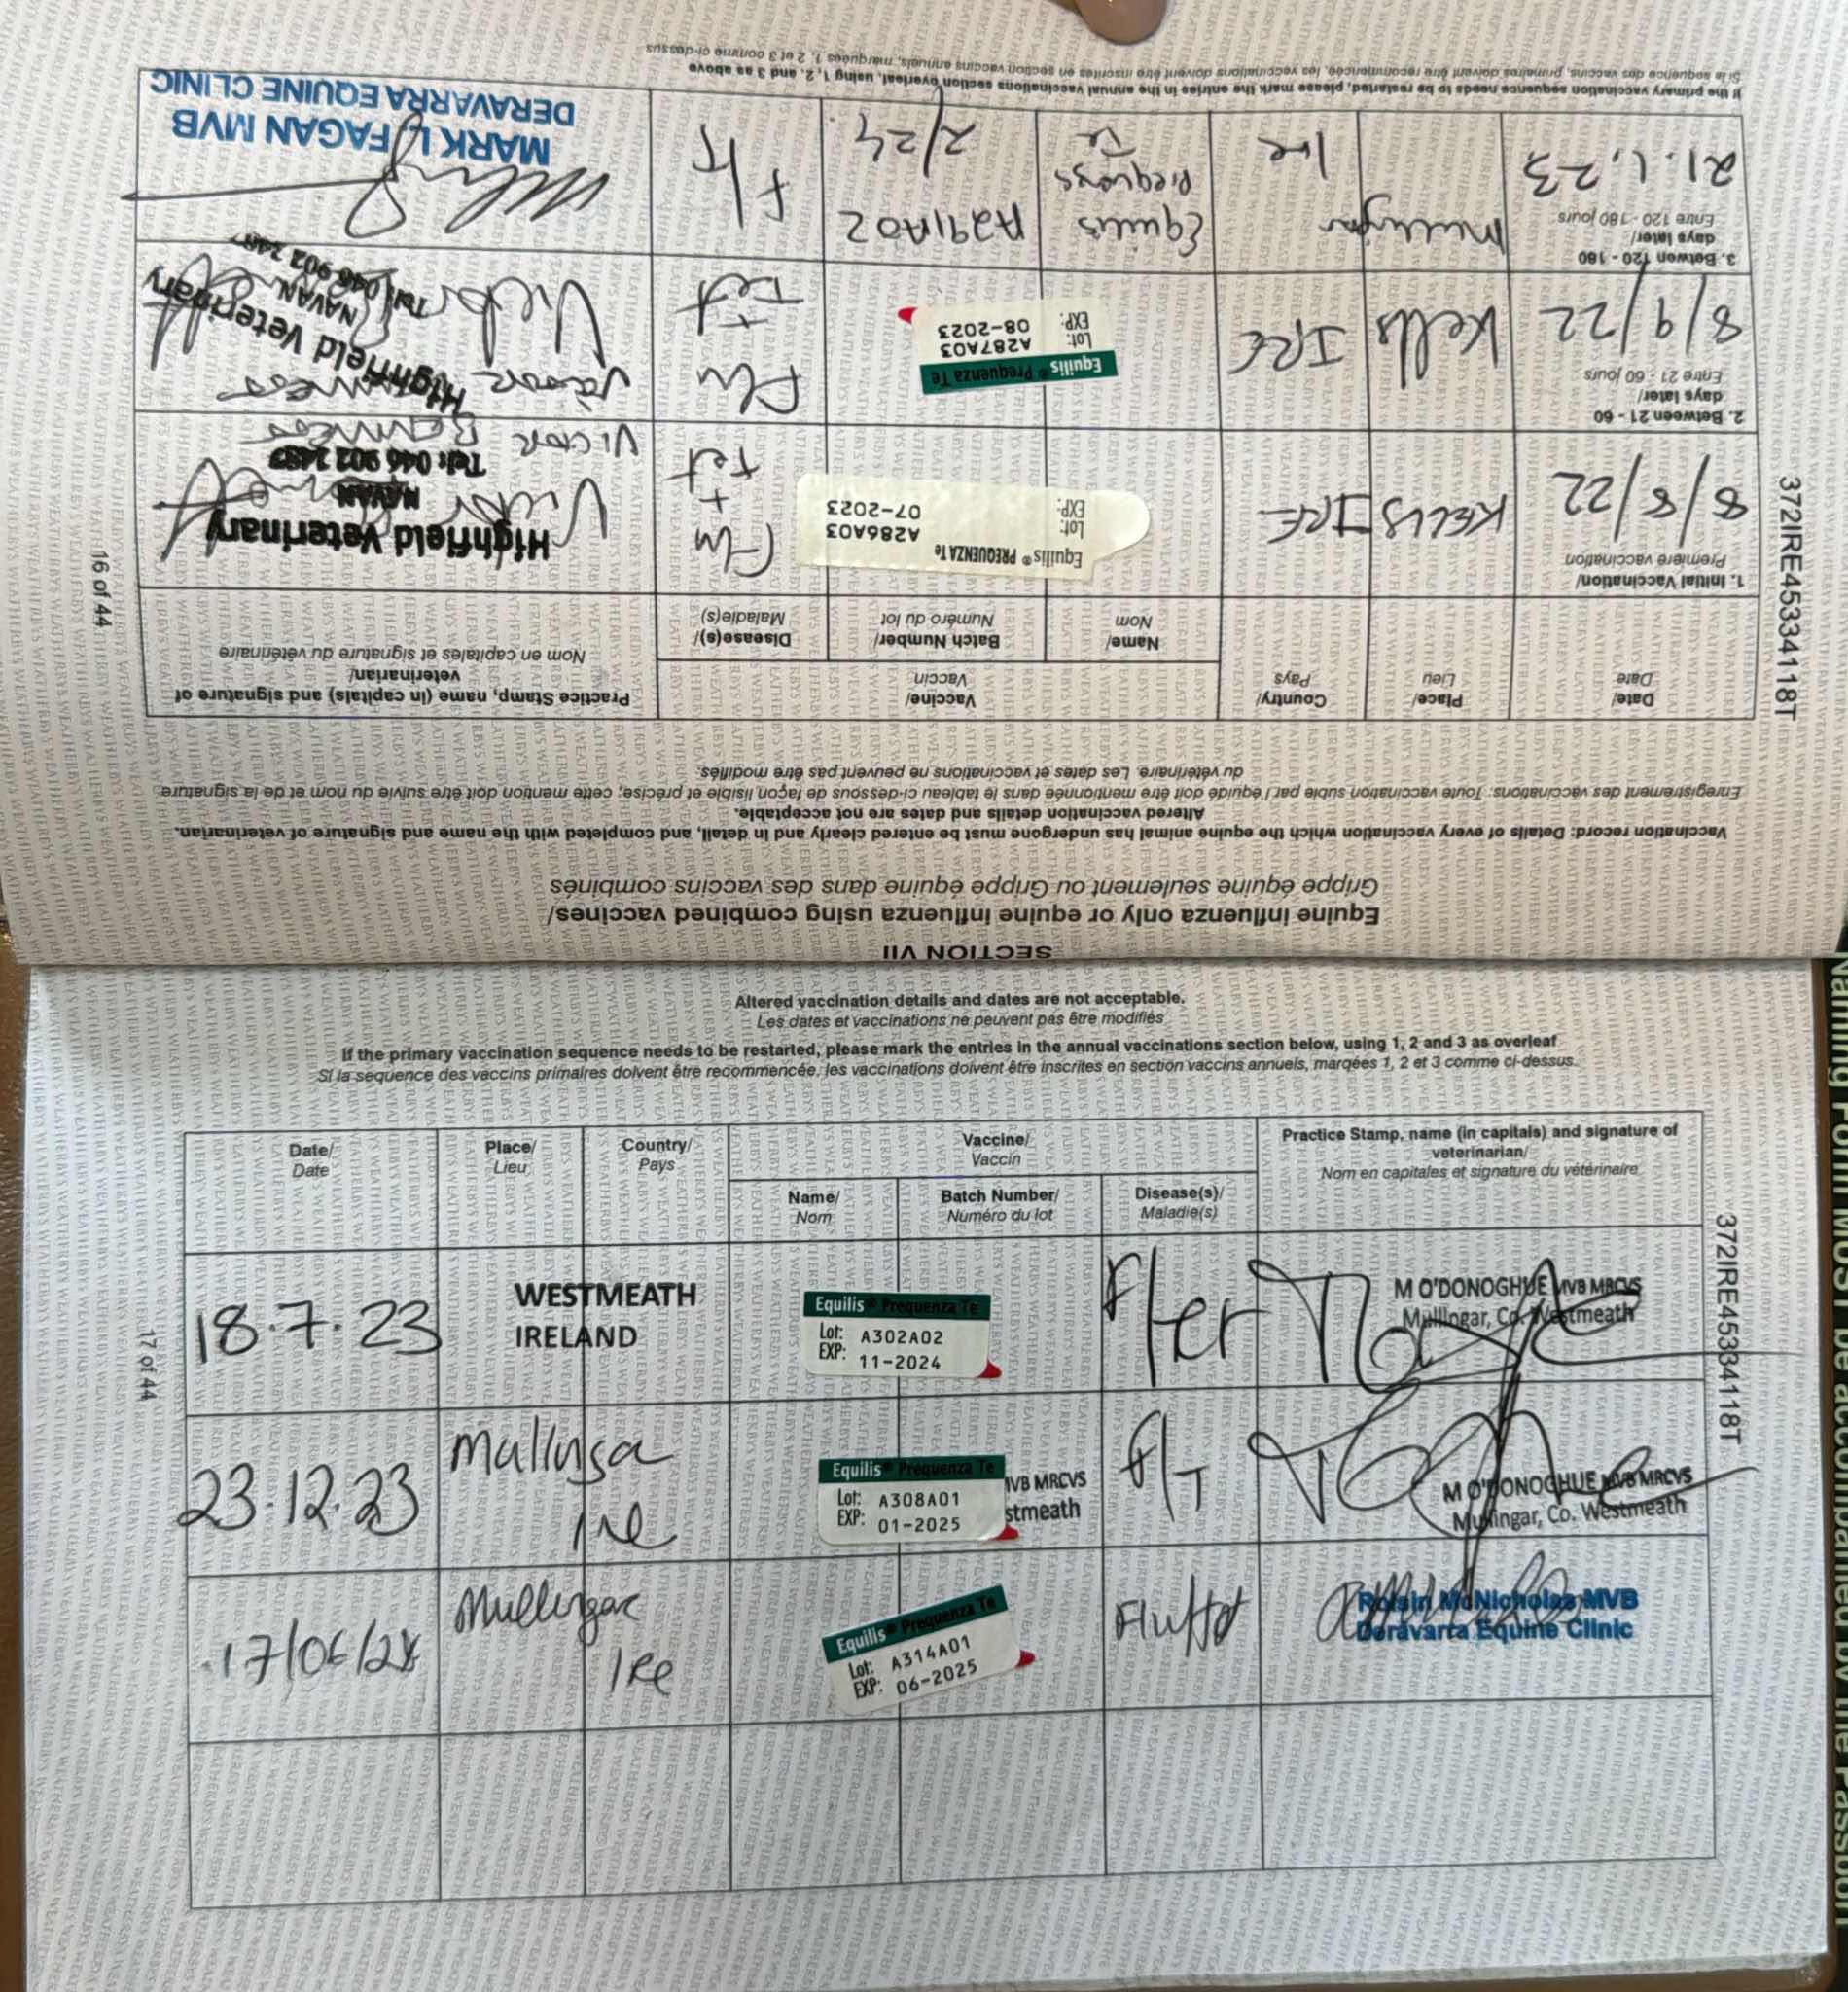 SECTION VII
Equine influenza only or equine influenza using combined vaccines/
Grippe équine seulement ou Grippe équine dans des vaccins combinés
Vaccination record: Details of every vaccination which the equine animal has undergone must be entered clearly and in detail, and completed with the name and signature of veterinarian.
Altered vaccination details and dates are not acceptable.
Enregistrement des vaccinations: Toute vaccination subie par l'équidé doit être mentionnée dans le tableau ci-dessous de façon lisible et précise; cette mention doit être suivie du nom et de la signature
du vétérinaire. Les dates et vaccinations ne peuvent pas être modifiés.
Date/
Date
Place/
Lieu
Country/
Pays
Vaccine/
Vaccin
Practice Stamp, name (in capitals) and signature of
veterinarian/
Nom en capitales et signature du vétérinaire
Name/
Nom
Batch Number/
Numéro du lot
Disease(s)/
Maladie(s)
1. Initial Vaccination/
Première vaccination
8/8/22
KELLS
IRE
Equilis® PREQUENZA Te
Lot: A286A03
EXP: 07-2023
Flu
+
Tet
Highfield Veterinary
NAVAN
Tel: 046 902
VICTOR
2. Between 21 - 60
days later/
Entre 21 - 60 jours
8/9/22
Kells
IRE
Equilis® Prequenza Te
Lot: A287A03
EXP: 08-2023
Flu
+
Tet
Highfield Veterinary
NAVAN
Tel: 046 902
3. Betwen 120 - 180
days later/
Entre 120 - 180 jours
21.1.23
Mullingar
Ire
Equilis
Prequenza
Te
A291A02
2/24
F/T
MARK L FAGAN MVB
DERAVARRA EQUINE CLINIC
If the primary vaccination sequence needs to be restarted, please mark the entries in the annual vaccinations section overleaf, using 1, 2, and 3 as above
Si la sequence des vaccins, primaires doivent être recommencée, les vaccinations doivent être inscrites en section vaccins annuels, marquées 1, 2 et 3 comme ci-dessus
372IRE45334118T
16 of 44
Altered vaccination details and dates are not acceptable.
Les dates et vaccinations ne peuvent pas être modifiés
If the primary vaccination sequence needs to be restarted, please mark the entries in the annual vaccinations section below, using 1, 2 and 3 as overleaf
Si la sequence des vaccins primaires doivent être recommencée, les vaccinations doivent être inscrites en section vaccins annuels, marqées 1, 2 et 3 comme ci-dessus.
Date/
Date
Place/
Lieu
Country/
Pays
Vaccine/
Vaccin
Practice Stamp, name (in capitals) and signature of
veterinarian/
Nom en capitales et signature du vétérinaire
Name/
Nom
Batch Number/
Numéro du lot
Disease(s)/
Maladie(s)
18.7.23
WESTMEATH
IRELAND
Equilis® Prequenza Te
Lot: A302A02
EXP: 11-2024
M O'DONOGHUE MVB MRCVS
Mullingar, Co. Westmeath
23.12.23
Ire
Equilis® Prequenza Te
Lot: A308A01
EXP: 01-2025
MVB MRCVS
stmeath
F/T
M O'DONOGHUE MVB MRCVS
Mullingar, Co. Westmeath
17/06/24
Mullingar
Ire
Equilis® Prequenza Te
Lot: A314A01
EXP: 06-2025
Roisin McNicholas MVB
Deravarra Equine Clinic
372IRE45334118T
17 of 44